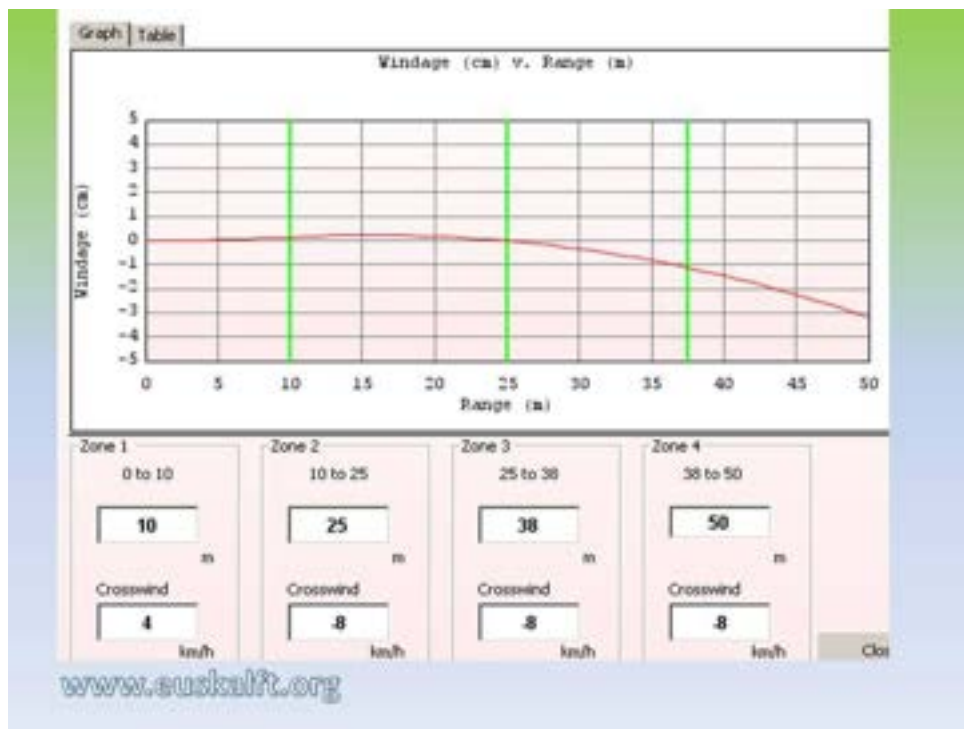 Graph Table
Windage (cm) v. Range (m)
Windage (cm)
5
4
3
2
1
0
-1
-2
-3
-4
-5
0 5 10 15 20 25 30 35 40 45 50
Range (m)
Zone 1 Zone 2 Zone 3 Zone 4
0 to 10 10 to 25 25 to 38 38 to 50
10 25 38 50
m m m m
Crosswind Crosswind Crosswind Crosswind
4 -8 -8 -8
km/h km/h km/h km/h
Clo
www.euskalft.org